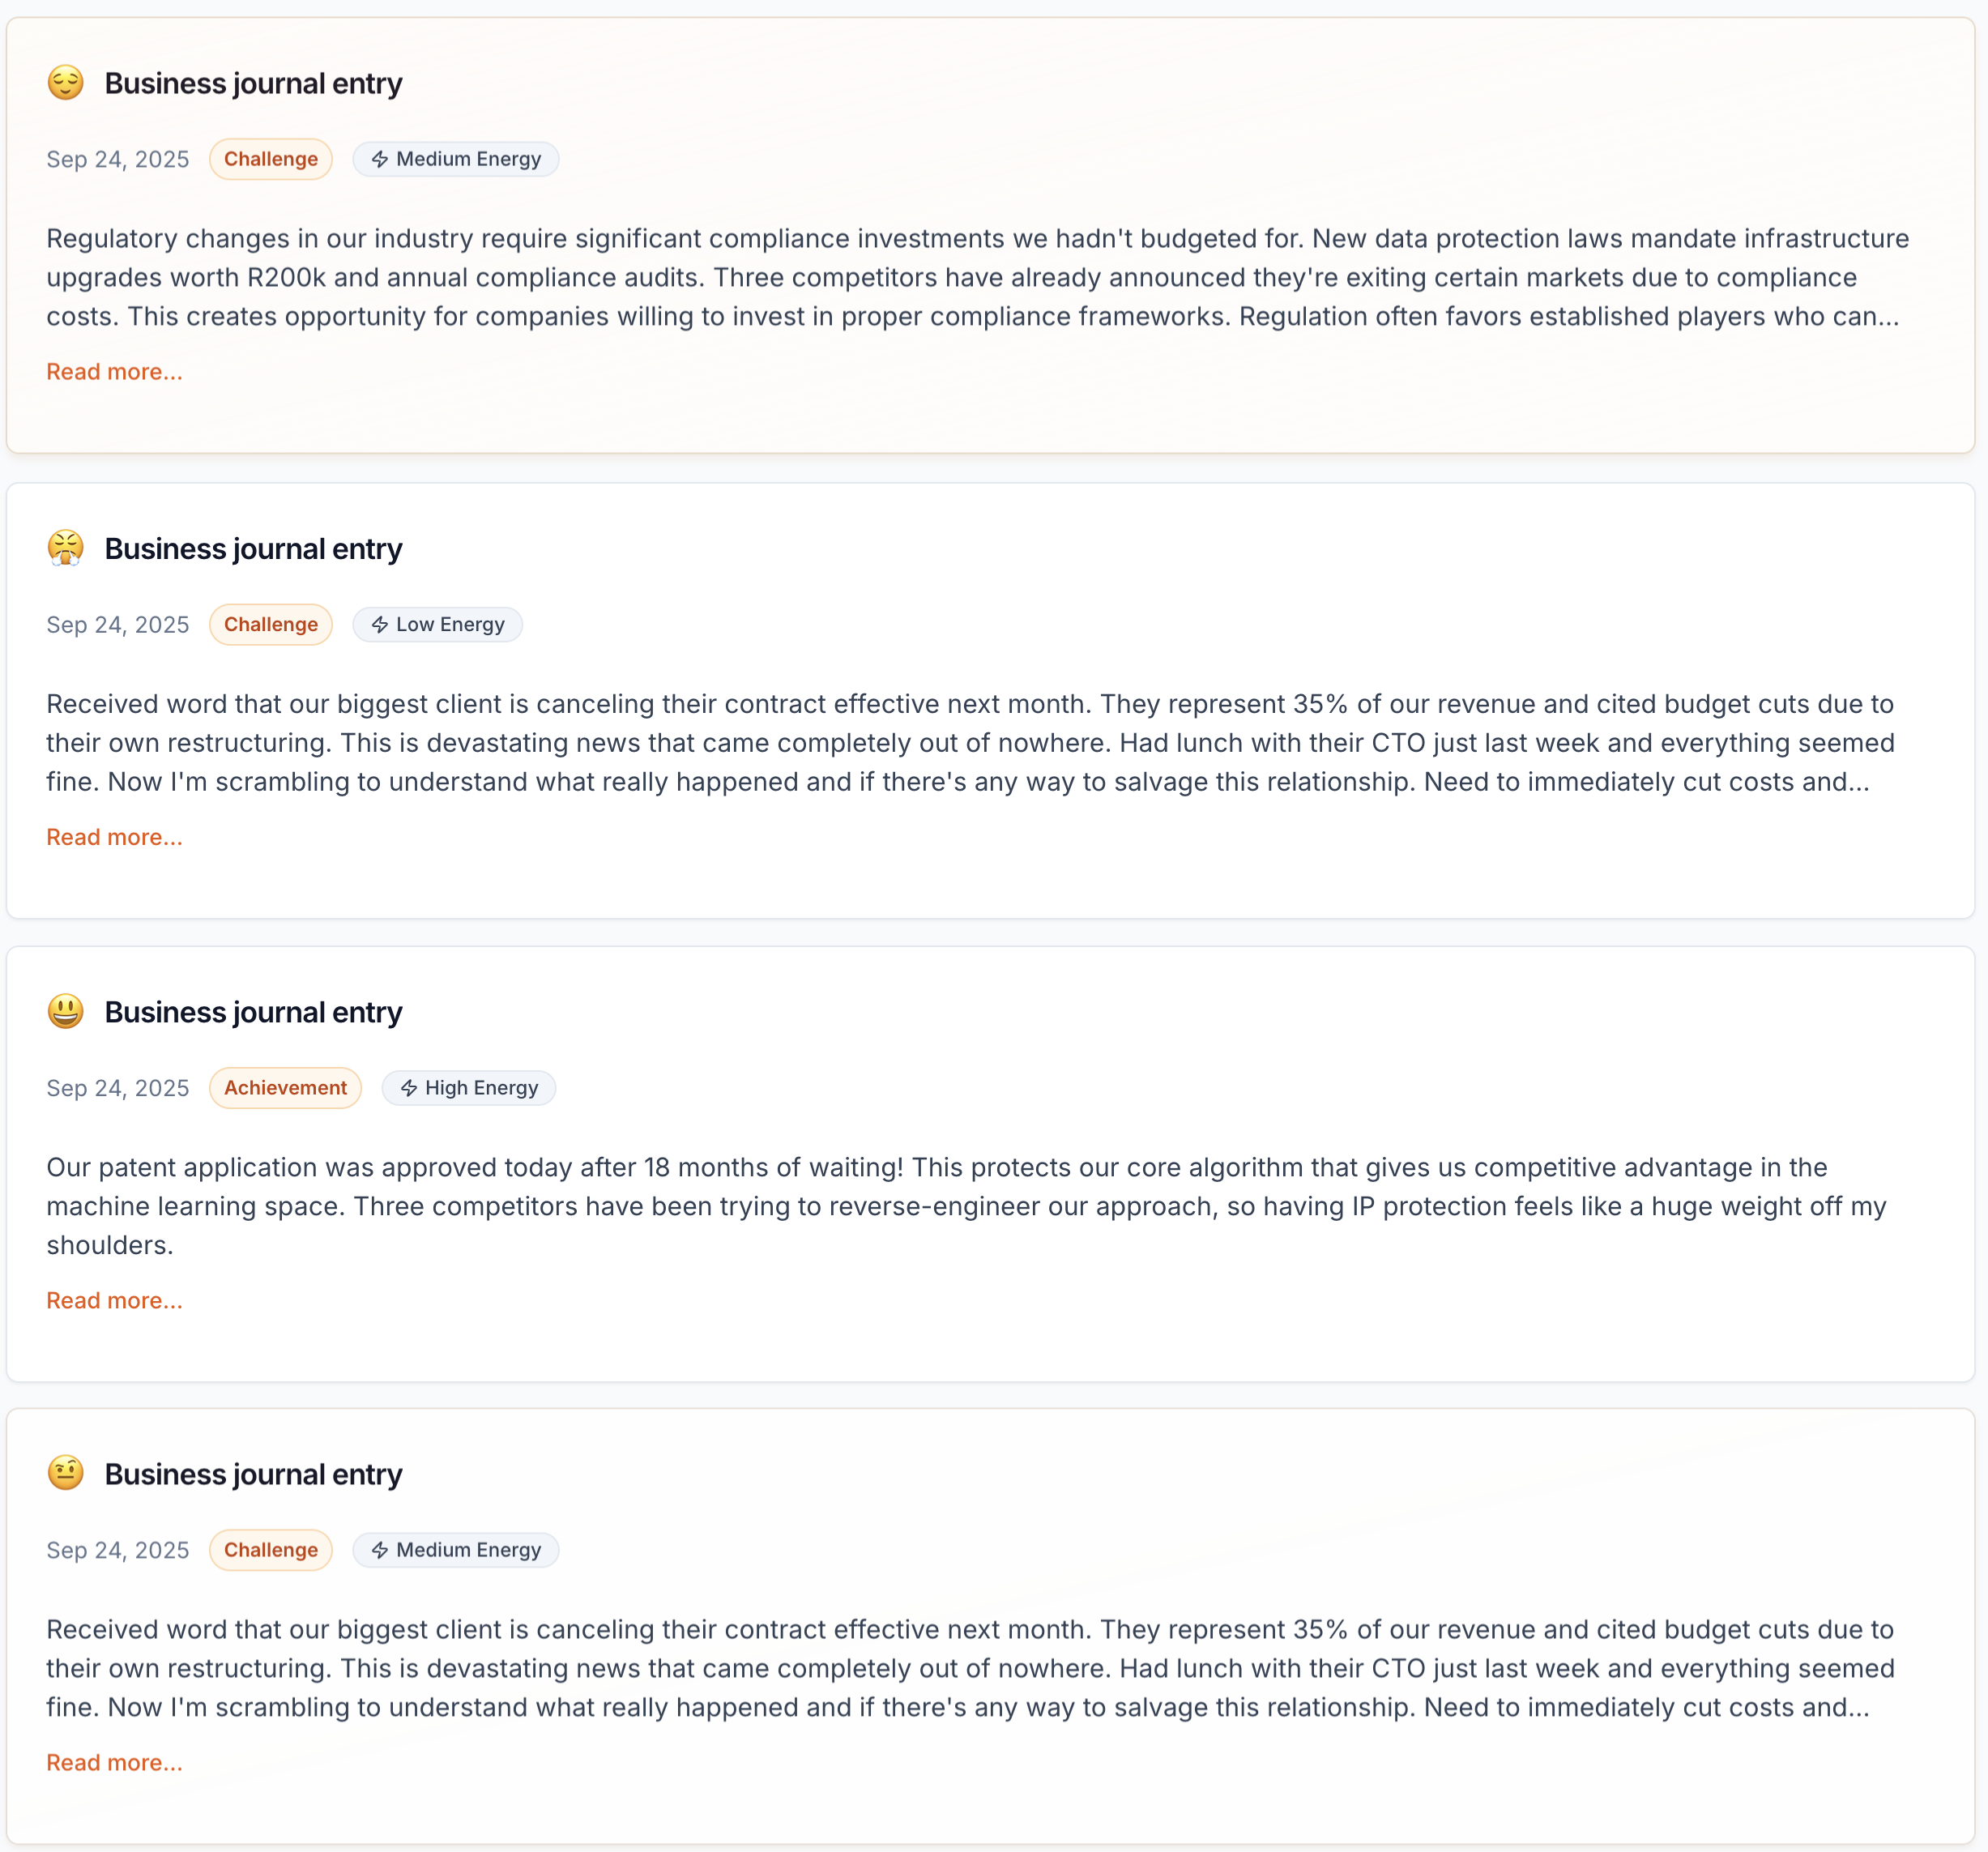 Business journal entry
Sep 24, 2025 Challenge Medium Energy
Regulatory changes in our industry require significant compliance investments we hadn't budgeted for. New data protection laws mandate infrastructure
upgrades worth R200k and annual compliance audits. Three competitors have already announced they're exiting certain markets due to compliance
costs. This creates opportunity for companies willing to invest in proper compliance frameworks. Regulation often favors established players who can...
Read more...
Business journal entry
Sep 24, 2025 Challenge Low Energy
Received word that our biggest client is canceling their contract effective next month. They represent 35% of our revenue and cited budget cuts due to
their own restructuring. This is devastating news that came completely out of nowhere. Had lunch with their CTO just last week and everything seemed
fine. Now I'm scrambling to understand what really happened and if there's any way to salvage this relationship. Need to immediately cut costs and...
Read more...
Business journal entry
Sep 24, 2025 Achievement High Energy
Our patent application was approved today after 18 months of waiting! This protects our core algorithm that gives us competitive advantage in the
machine learning space. Three competitors have been trying to reverse-engineer our approach, so having IP protection feels like a huge weight off my
shoulders.
Read more...
Business journal entry
Sep 24, 2025 Challenge Medium Energy
Received word that our biggest client is canceling their contract effective next month. They represent 35% of our revenue and cited budget cuts due to
their own restructuring. This is devastating news that came completely out of nowhere. Had lunch with their CTO just last week and everything seemed
fine. Now I'm scrambling to understand what really happened and if there's any way to salvage this relationship. Need to immediately cut costs and...
Read more...